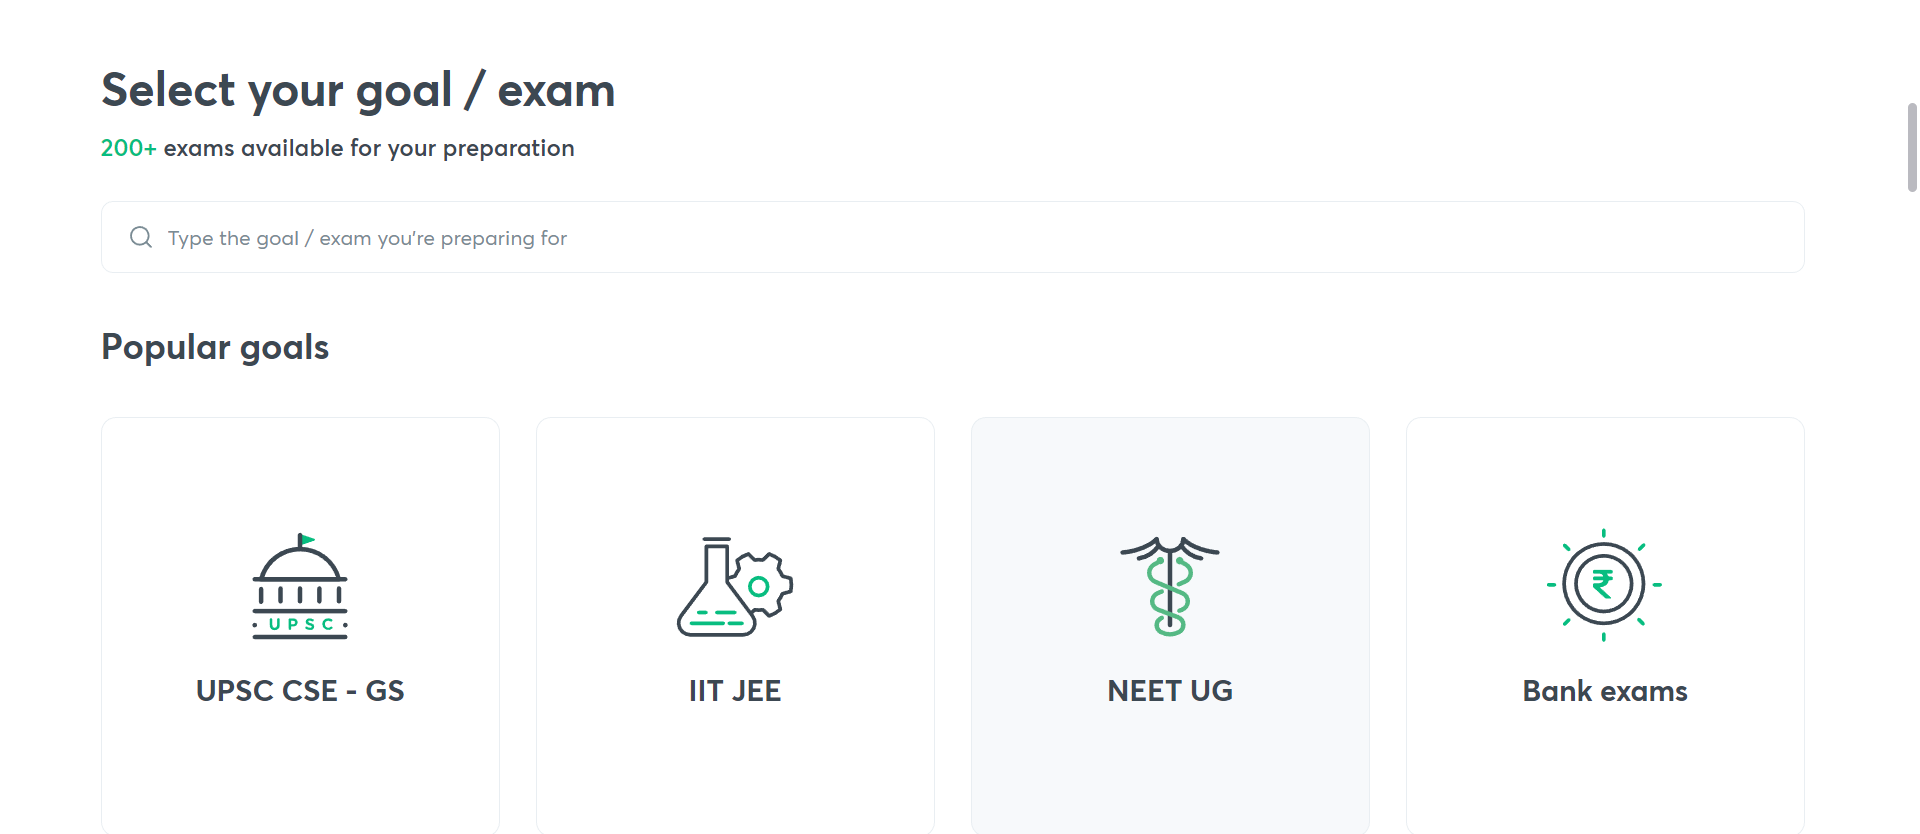 Select your goal / exam
200+ exams available for your preparation
Type the goal / exam you're preparing for
Popular goals
UPSC
₹
UPSC CSE - GS
IIT JEE
NEET UG
Bank exams